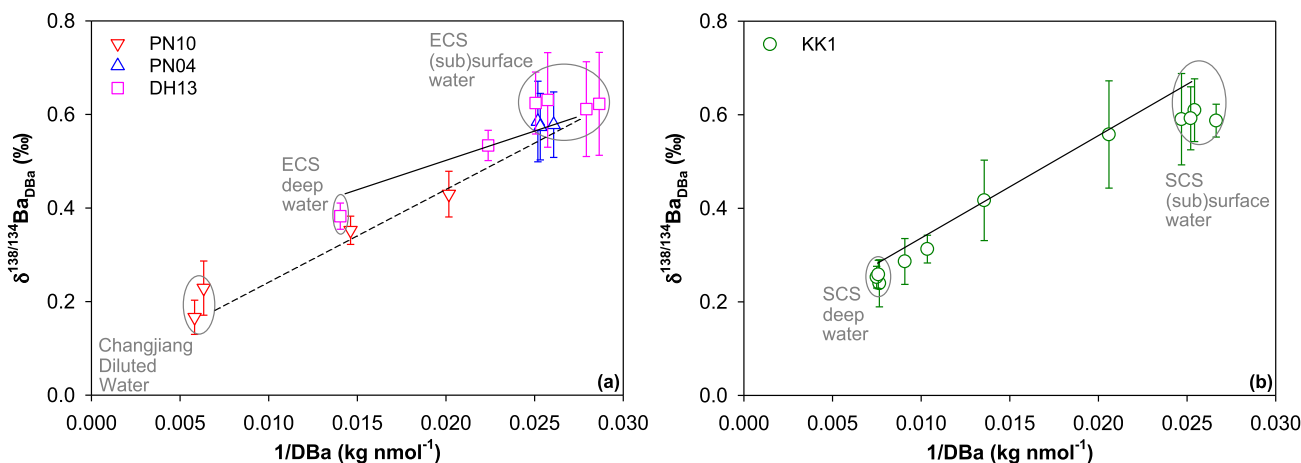 PN10
PN04
DH13
ECS
(sub)surface
water
ECS
deep
water
Changjiang
Diluted
Water
(a)
0.8
0.6
0.4
0.2
0.0
δ138/134BaDBa (‰)
0.000 0.005 0.010 0.015 0.020 0.025 0.030
1/DBa (kg nmol-1)
KK1
SCS
(sub)surface
water
SCS
deep
water
(b)
0.8
0.6
0.4
0.2
0.0
δ138/134BaDBa (‰)
0.000 0.005 0.010 0.015 0.020 0.025 0.030
1/DBa (kg nmol-1)